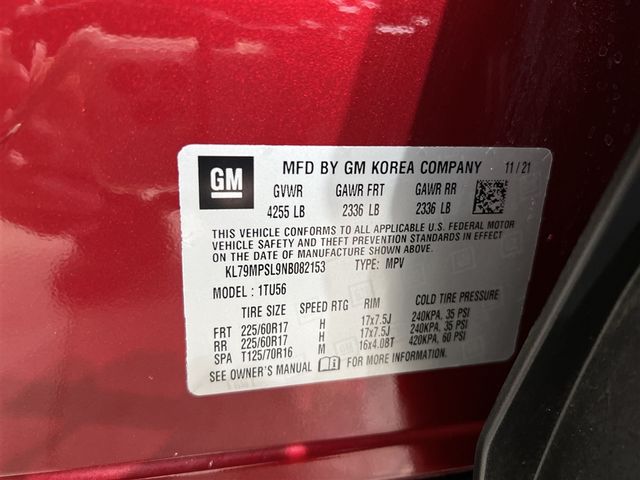 GM MFD BY GM KOREA COMPANY 11/21
GVWR GAWR FRT GAWR RR
4255 LB 2336 LB 2336 LB
THIS VEHICLE CONFORMS TO ALL APPLICABLE U.S. FEDERAL MOTOR
VEHICLE SAFETY AND THEFT PREVENTION STANDARDS IN EFFECT
ON THE DATE OF MANUFACTURE SHOWN ABOVE.
KL79MPSL9NB082153 TYPE: MPV
MODEL: 1TU56
TIRE SIZE SPEED RTG RIM COLD TIRE PRESSURE
FRT 225/60R17 H 17x7.5J 240KPA, 35 PSI
RR 225/60R17 H 17x7.5J 240KPA, 35 PSI
SPA T125/70R16 M 16x4.0BT 420KPA, 60 PSI
SEE OWNER'S MANUAL FOR MORE INFORMATION.